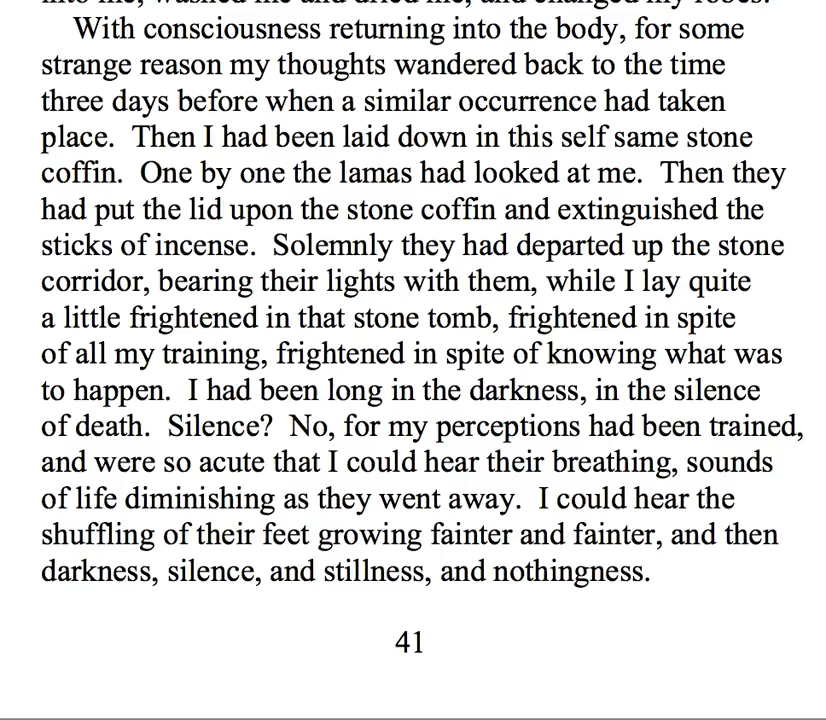 With consciousness returning into the body, for some
strange reason my thoughts wandered back to the time
three days before when a similar occurrence had taken
place.  Then I had been laid down in this self same stone
coffin.  One by one the lamas had looked at me.  Then they
had put the lid upon the stone coffin and extinguished the
sticks of incense.  Solemnly they had departed up the stone
corridor, bearing their lights with them, while I lay quite
a little frightened in that stone tomb, frightened in spite
of all my training, frightened in spite of knowing what was
to happen.  I had been long in the darkness, in the silence
of death.  Silence?  No, for my perceptions had been trained,
and were so acute that I could hear their breathing, sounds
of life diminishing as they went away.  I could hear the
shuffling of their feet growing fainter and fainter, and then
darkness, silence, and stillness, and nothingness.
41